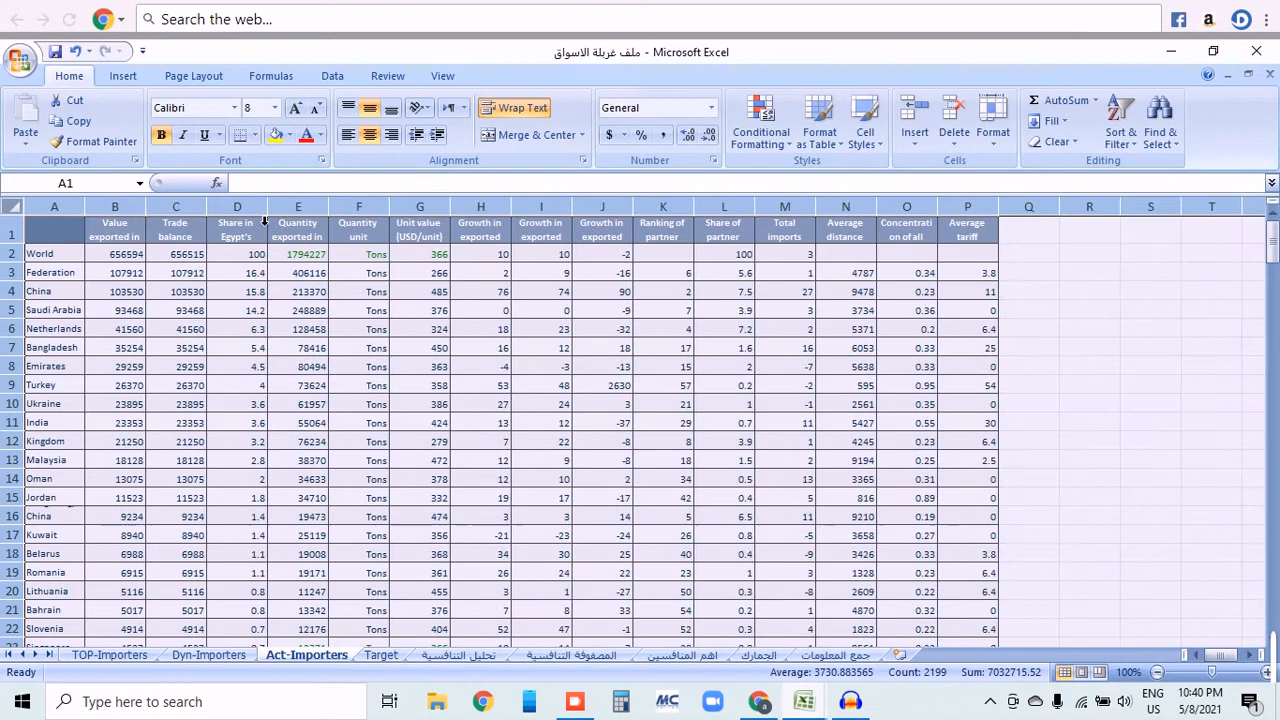 Search the web...
ملف غربلة الاسواق - Microsoft Excel
Home Insert Page Layout Formulas Data Review View
Cut
Copy
Format Painter
Paste
Calibri 8
B I U
Wrap Text
Merge & Center
General
$ % ,
Conditional Formatting
Format as Table
Cell Styles
Insert Delete Format
AutoSum
Fill
Clear
Sort & Filter
Find & Select
Clipboard Font Alignment Number Styles Cells Editing
A1
A B C D E F G H I J K L M N O P Q R S T
1 Value exported in Trade balance Share in Egypt's Quantity exported in Quantity unit Unit value (USD/unit) Growth in exported Growth in exported Growth in exported Ranking of partner Share of partner Total imports Average distance Concentrati on of all Average tariff
2 World 656594 656515 100 1794227 Tons 366 10 10 -2 100 3
3 Federation 107912 107912 16.4 406116 Tons 266 2 9 -16 6 5.6 1 4787 0.34 3.8
4 China 103530 103530 15.8 213370 Tons 485 76 74 90 2 7.5 27 9478 0.23 11
5 Saudi Arabia 93468 93468 14.2 248889 Tons 376 0 0 -9 7 3.9 3 3734 0.36 0
6 Netherlands 41560 41560 6.3 128458 Tons 324 18 23 -32 4 7.2 2 5371 0.2 6.4
7 Bangladesh 35254 35254 5.4 78416 Tons 450 16 12 18 17 1.6 16 6053 0.33 25
8 Emirates 29259 29259 4.5 80494 Tons 363 -4 -3 -13 15 2 -7 5638 0.33 0
9 Turkey 26370 26370 4 73624 Tons 358 53 48 2630 57 0.2 -2 595 0.95 54
10 Ukraine 23895 23895 3.6 61957 Tons 386 27 24 3 21 1 -1 2561 0.35 0
11 India 23353 23353 3.6 55064 Tons 424 13 12 -37 29 0.7 11 5427 0.55 30
12 Kingdom 21250 21250 3.2 76234 Tons 279 7 22 -8 8 3.9 1 4245 0.23 6.4
13 Malaysia 18128 18128 2.8 38370 Tons 472 12 9 -8 18 1.5 2 9194 0.25 2.5
14 Oman 13075 13075 2 34633 Tons 378 12 10 2 34 0.5 13 3365 0.31 0
15 Jordan 11523 11523 1.8 34710 Tons 332 19 17 -17 42 0.4 5 816 0.89 0
16 China 9234 9234 1.4 19473 Tons 474 3 3 14 5 6.5 11 9210 0.19 0
17 Kuwait 8940 8940 1.4 25119 Tons 356 -21 -23 -24 26 0.8 -5 3658 0.27 0
18 Belarus 6988 6988 1.1 19008 Tons 368 34 30 25 40 0.4 -9 3426 0.33 3.8
19 Romania 6915 6915 1.1 19171 Tons 361 26 24 22 23 1 3 1328 0.23 6.4
20 Lithuania 5116 5116 0.8 11247 Tons 455 3 1 -27 50 0.3 -8 2609 0.22 6.4
21 Bahrain 5017 5017 0.8 13342 Tons 376 7 8 33 54 0.2 1 4870 0.32 0
22 Slovenia 4914 4914 0.7 12176 Tons 404 52 47 -1 52 0.3 4 1823 0.22 6.4
TOP-Importers Dyn-Importers Act-Importers Target تحليل التنافسية المصفوفة التنافسية اهم المنافسين الجمارك جمع المعلومات
Ready Average: 3730.883565 Count: 2199 Sum: 7032715.52 100%
Type here to search
ENG
US
10:40 PM
5/8/2021